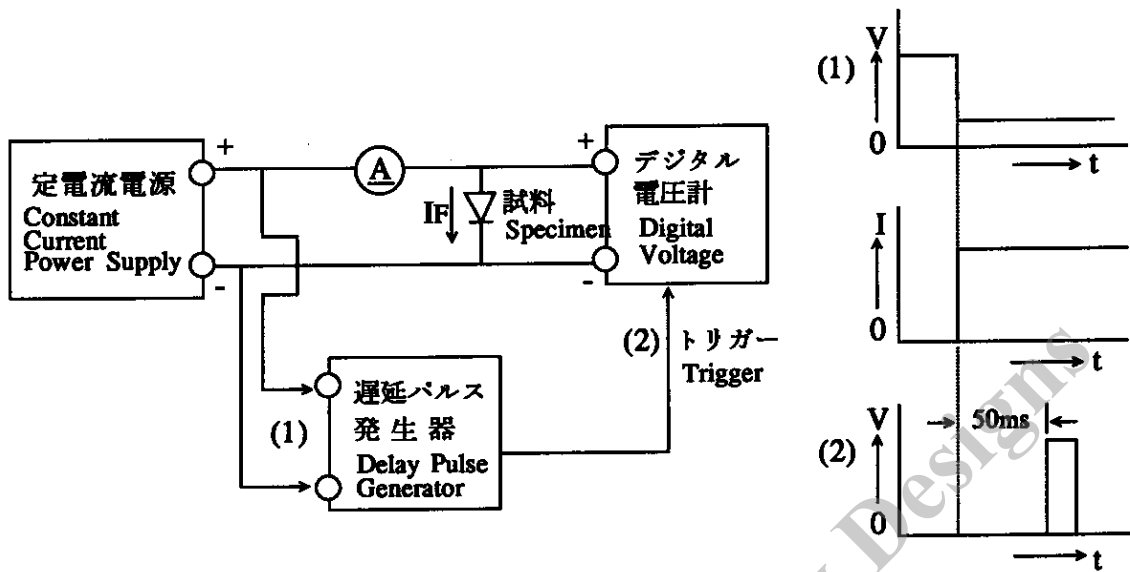 定電流電源
Constant
Current
Power Supply
+
-
A
IF
試料
Specimen
+
-
デジタル
電圧計
Digital
Voltage
(1)
遅延パルス
発生器
Delay Pulse
Generator
(2)
トリガー
Trigger
(1)
V
0
t
I
0
t
(2)
V
50ms
0
t
Designs